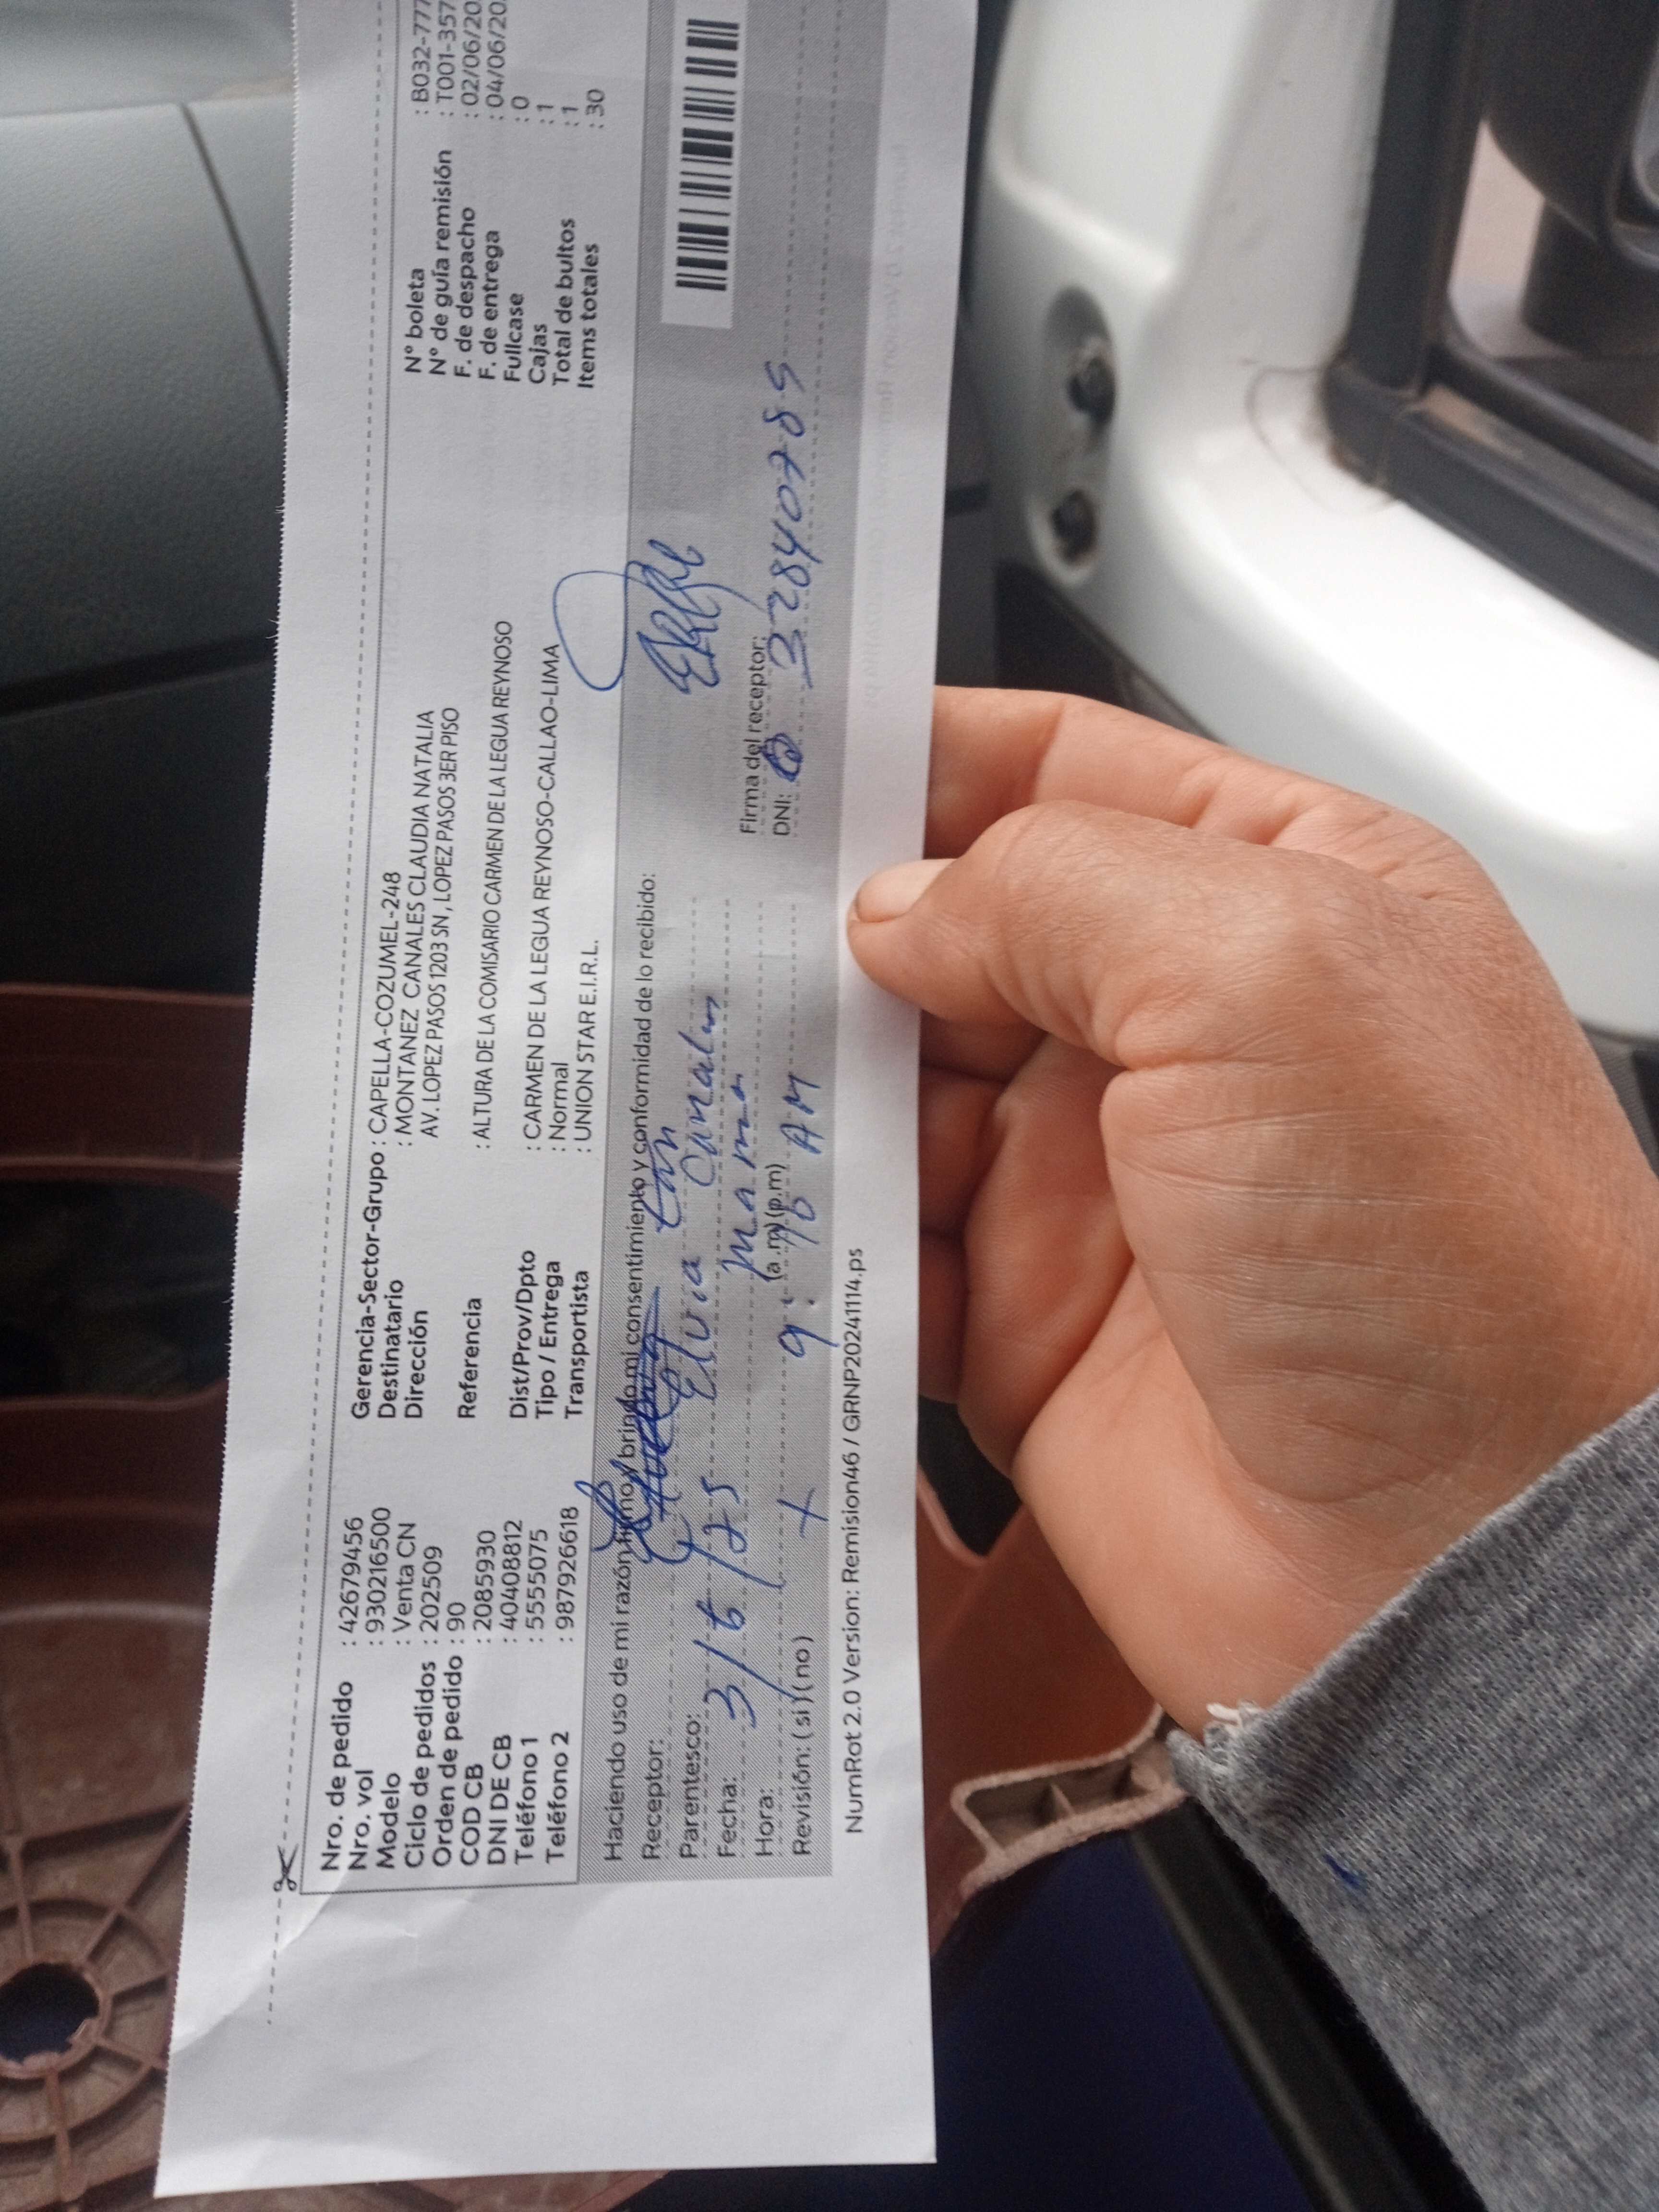 Nro. de pedido : 42679456
Nro. vol : 930216500
Modelo : Venta CN
Ciclo de pedidos : 202509
Orden de pedido : 90
COD CB : 2085930
DNI DE CB : 40408812
Teléfono 1 : 5555075
Teléfono 2 : 987926618
Gerencia-Sector-Grupo : CAPELLA-COZUMEL-248
Destinatario : MONTANEZ CANALES CLAUDIA NATALIA
Dirección AV. LOPEZ PASOS 1203 SN, LOPEZ PASOS 3ER PISO
Referencia : ALTURA DE LA COMISARIO CARMEN DE LA LEGUA REYNOSO
Dist/Prov/Dpto : CARMEN DE LA LEGUA REYNOSO-CALLAO-LIMA
Tipo / Entrega : Normal
Transportista : UNION STAR E.I.R.L.
N° boleta : B032-777
N° de guía remisión : T001-357
F. de despacho : 02/06/20
F. de entrega : 04/06/20
Fullcase : 0
Cajas : 1
Total de bultos : 1
Items totales : 30
Haciendo uso de mi razón firmo y brindo mi consentimiento y conformidad de lo recibido:
Receptor:
Parentesco: Elvia Canales
Fecha: 3/6/25 mama
Hora: (a.m) (p.m)
Revisión: (si) (no) X 9:10 AM
Firma del receptor:
DNI:
NumRot 2.0 Version: Remision46 / GRNP20241114.ps